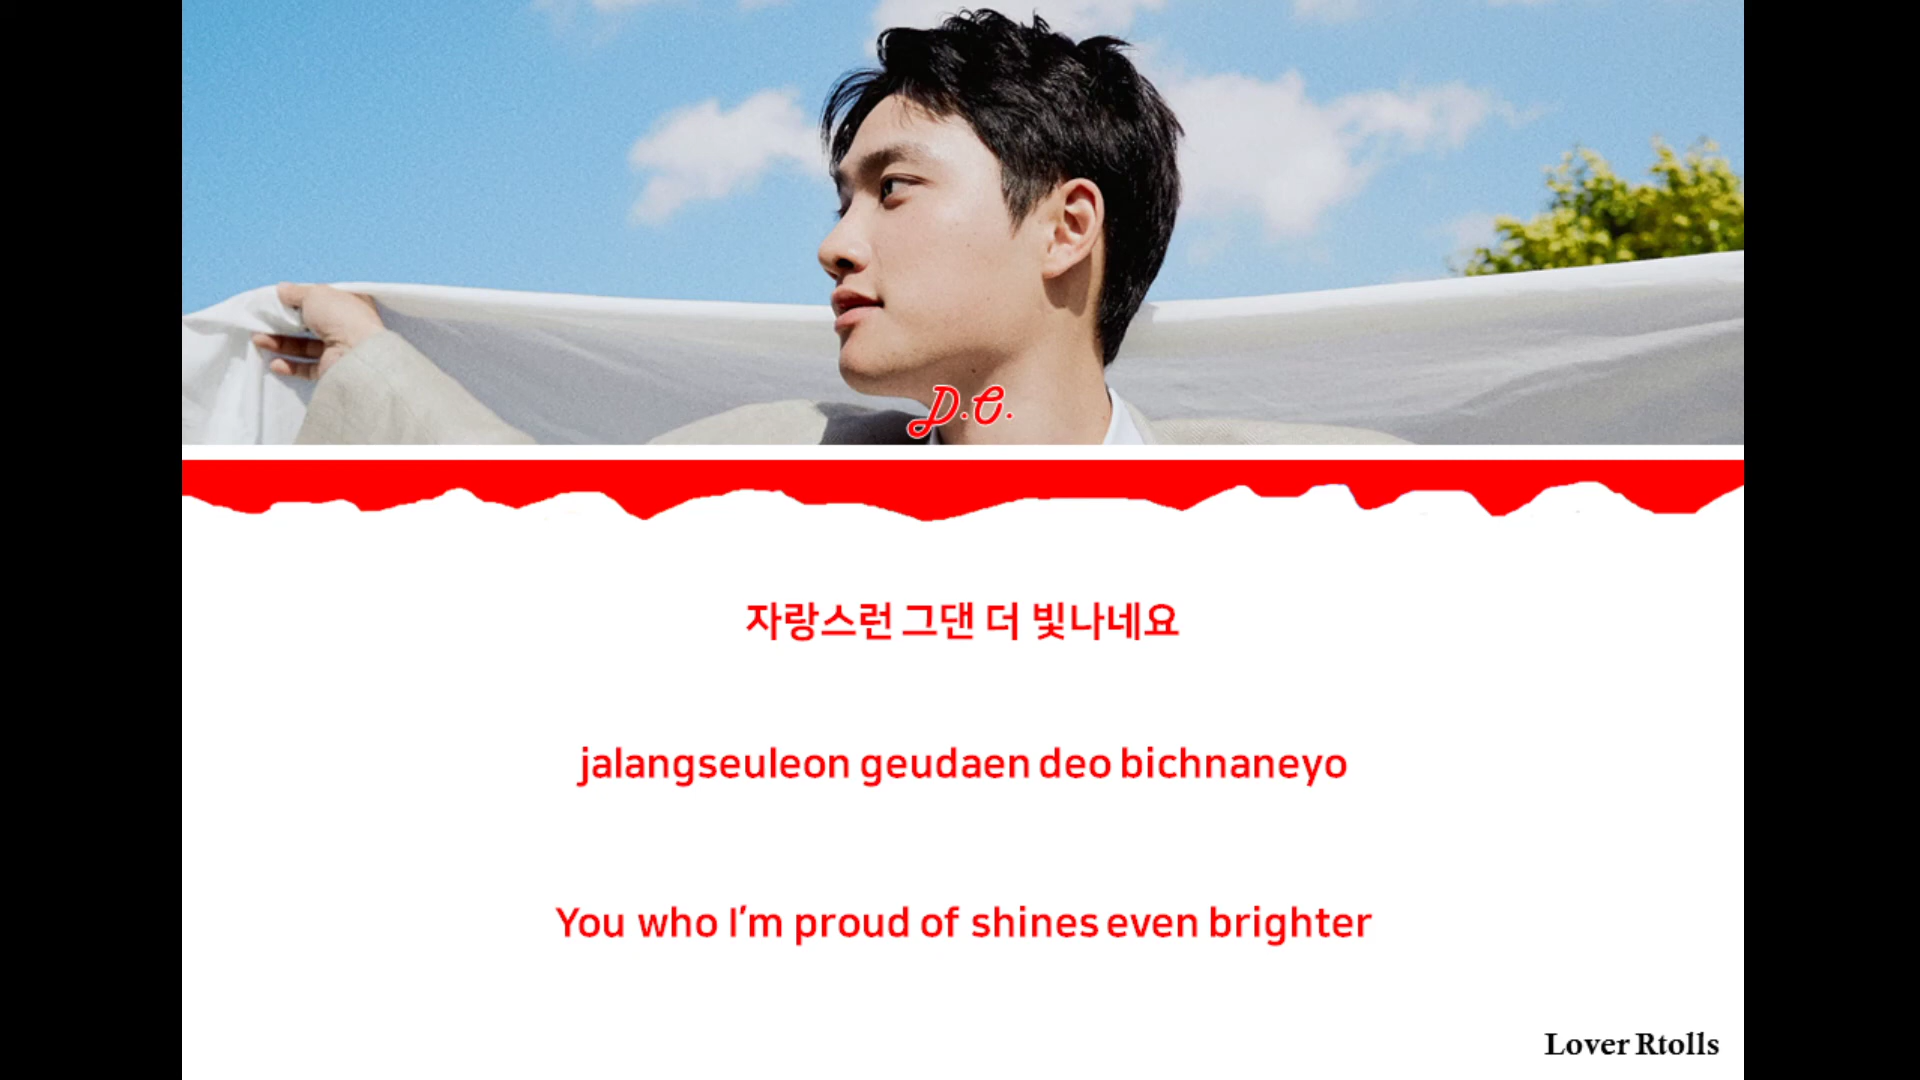 D.O.
자랑스런 그댄 더 빛나네요
jalangseuleon geudaen deo bichnaneyo
You who I'm proud of shines even brighter
Lover Rtolls